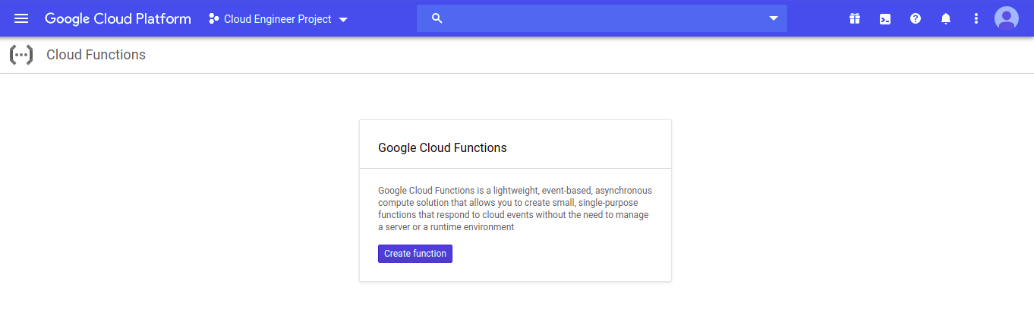 Google Cloud Platform
Cloud Engineer Project
Cloud Functions
Google Cloud Functions
Google Cloud Functions is a lightweight, event-based, asynchronous
compute solution that allows you to create small, single-purpose
functions that respond to cloud events without the need to manage
a server or a runtime environment
Create function